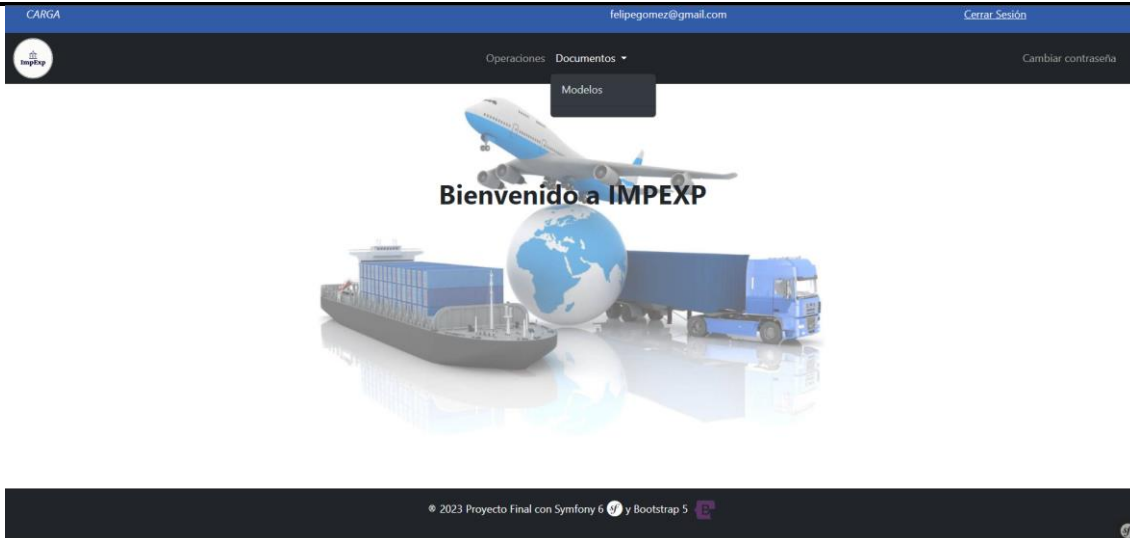 CARGA felipegomez@gmail.com Cerrar Sesión
ImpExp Operaciones Documentos Cambiar contraseña
Modelos
Bienvenido a IMPEXP
® 2023 Proyecto Final con Symfony 6 sf y Bootstrap 5 B